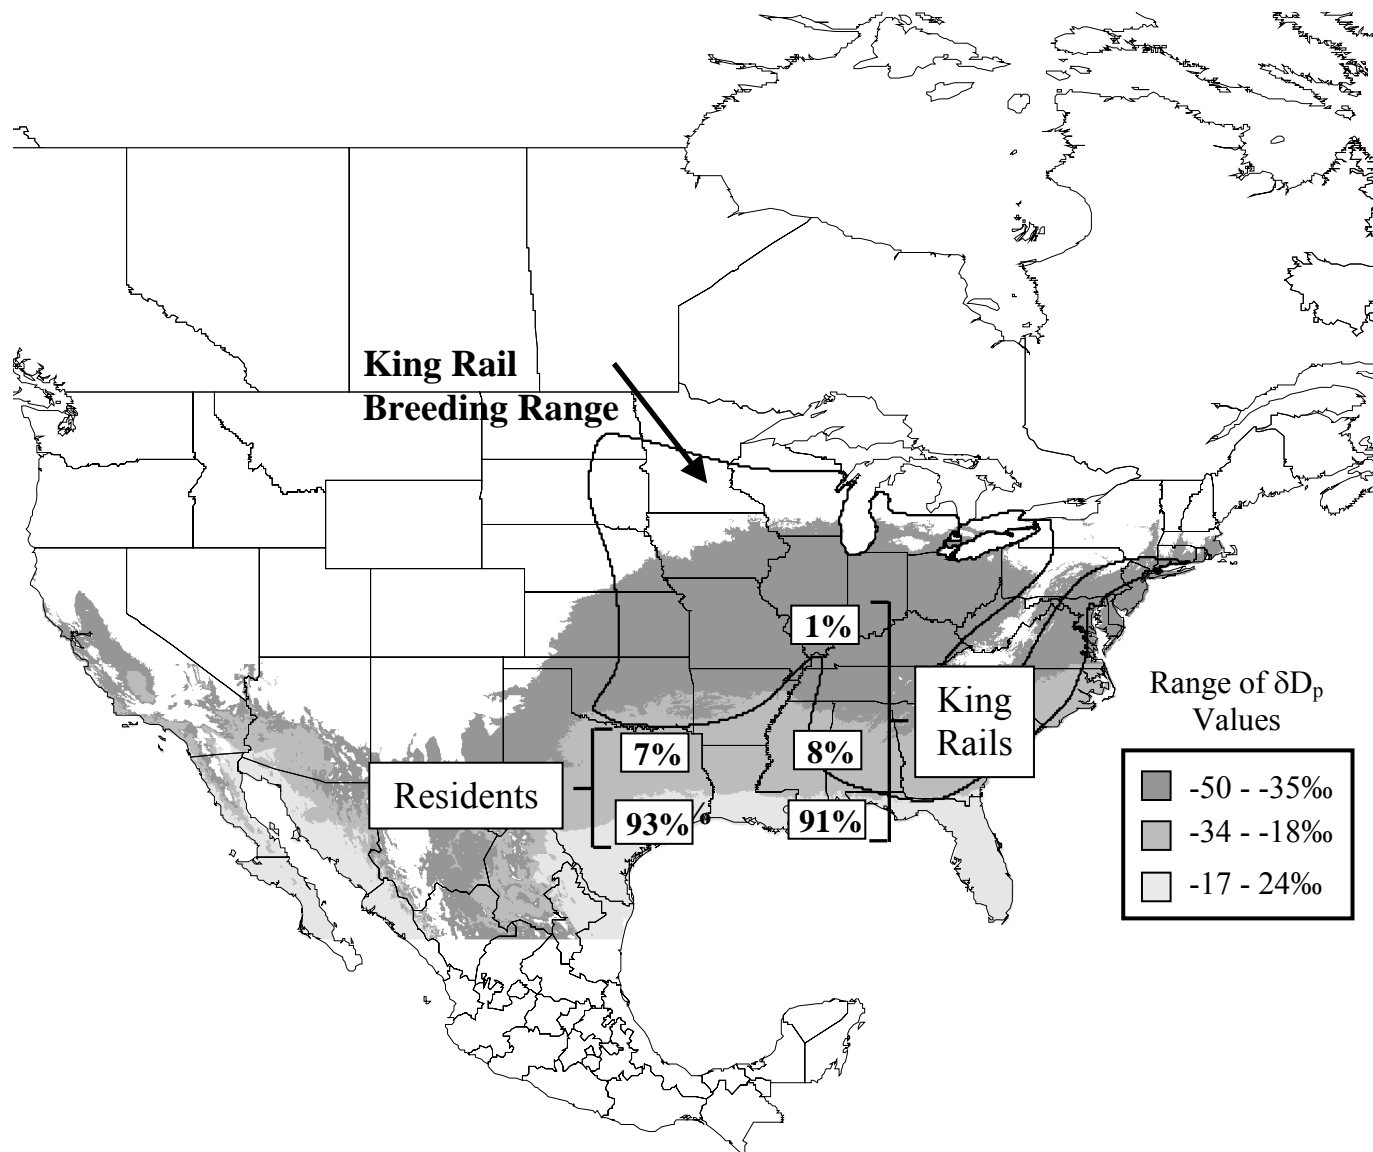 King Rail
Breeding Range
1%
King
Rails
7%
8%
Residents
93%
91%
Range of δDp
Values
-50 - -35‰
-34 - -18‰
-17 - 24‰